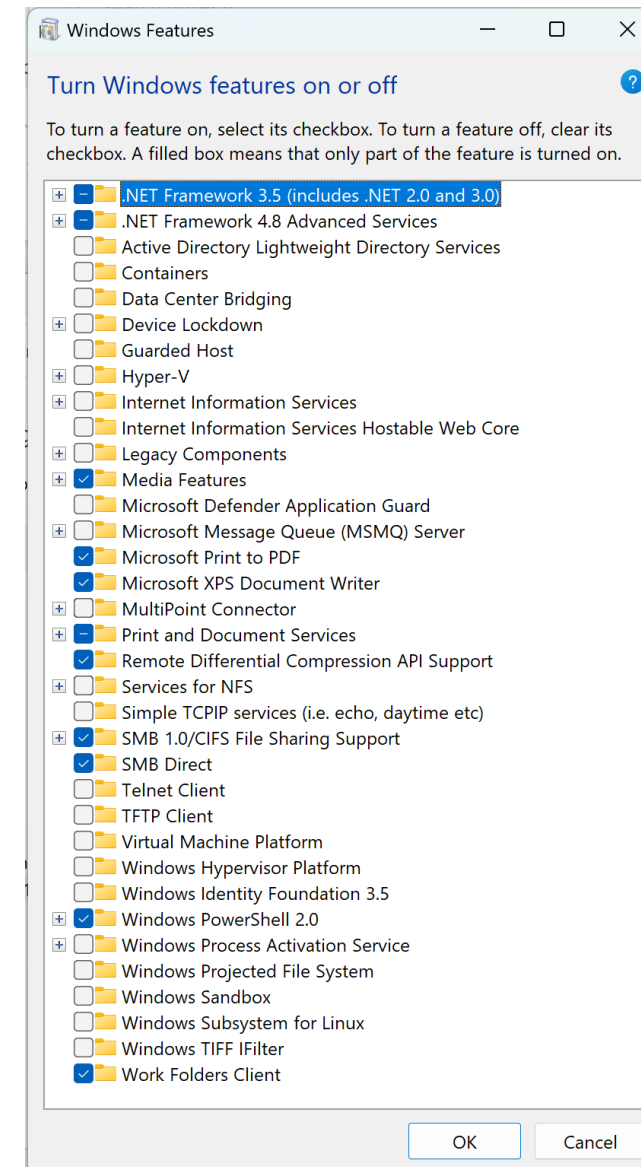 Windows Features
Turn Windows features on or off
?
To turn a feature on, select its checkbox. To turn a feature off, clear its
checkbox. A filled box means that only part of the feature is turned on.
.NET Framework 3.5 (includes .NET 2.0 and 3.0)
.NET Framework 4.8 Advanced Services
Active Directory Lightweight Directory Services
Containers
Data Center Bridging
Device Lockdown
Guarded Host
Hyper-V
Internet Information Services
Internet Information Services Hostable Web Core
Legacy Components
Media Features
Microsoft Defender Application Guard
Microsoft Message Queue (MSMQ) Server
Microsoft Print to PDF
Microsoft XPS Document Writer
MultiPoint Connector
Print and Document Services
Remote Differential Compression API Support
Services for NFS
Simple TCPIP services (i.e. echo, daytime etc)
SMB 1.0/CIFS File Sharing Support
SMB Direct
Telnet Client
TFTP Client
Virtual Machine Platform
Windows Hypervisor Platform
Windows Identity Foundation 3.5
Windows PowerShell 2.0
Windows Process Activation Service
Windows Projected File System
Windows Sandbox
Windows Subsystem for Linux
Windows TIFF IFilter
Work Folders Client
OK
Cancel